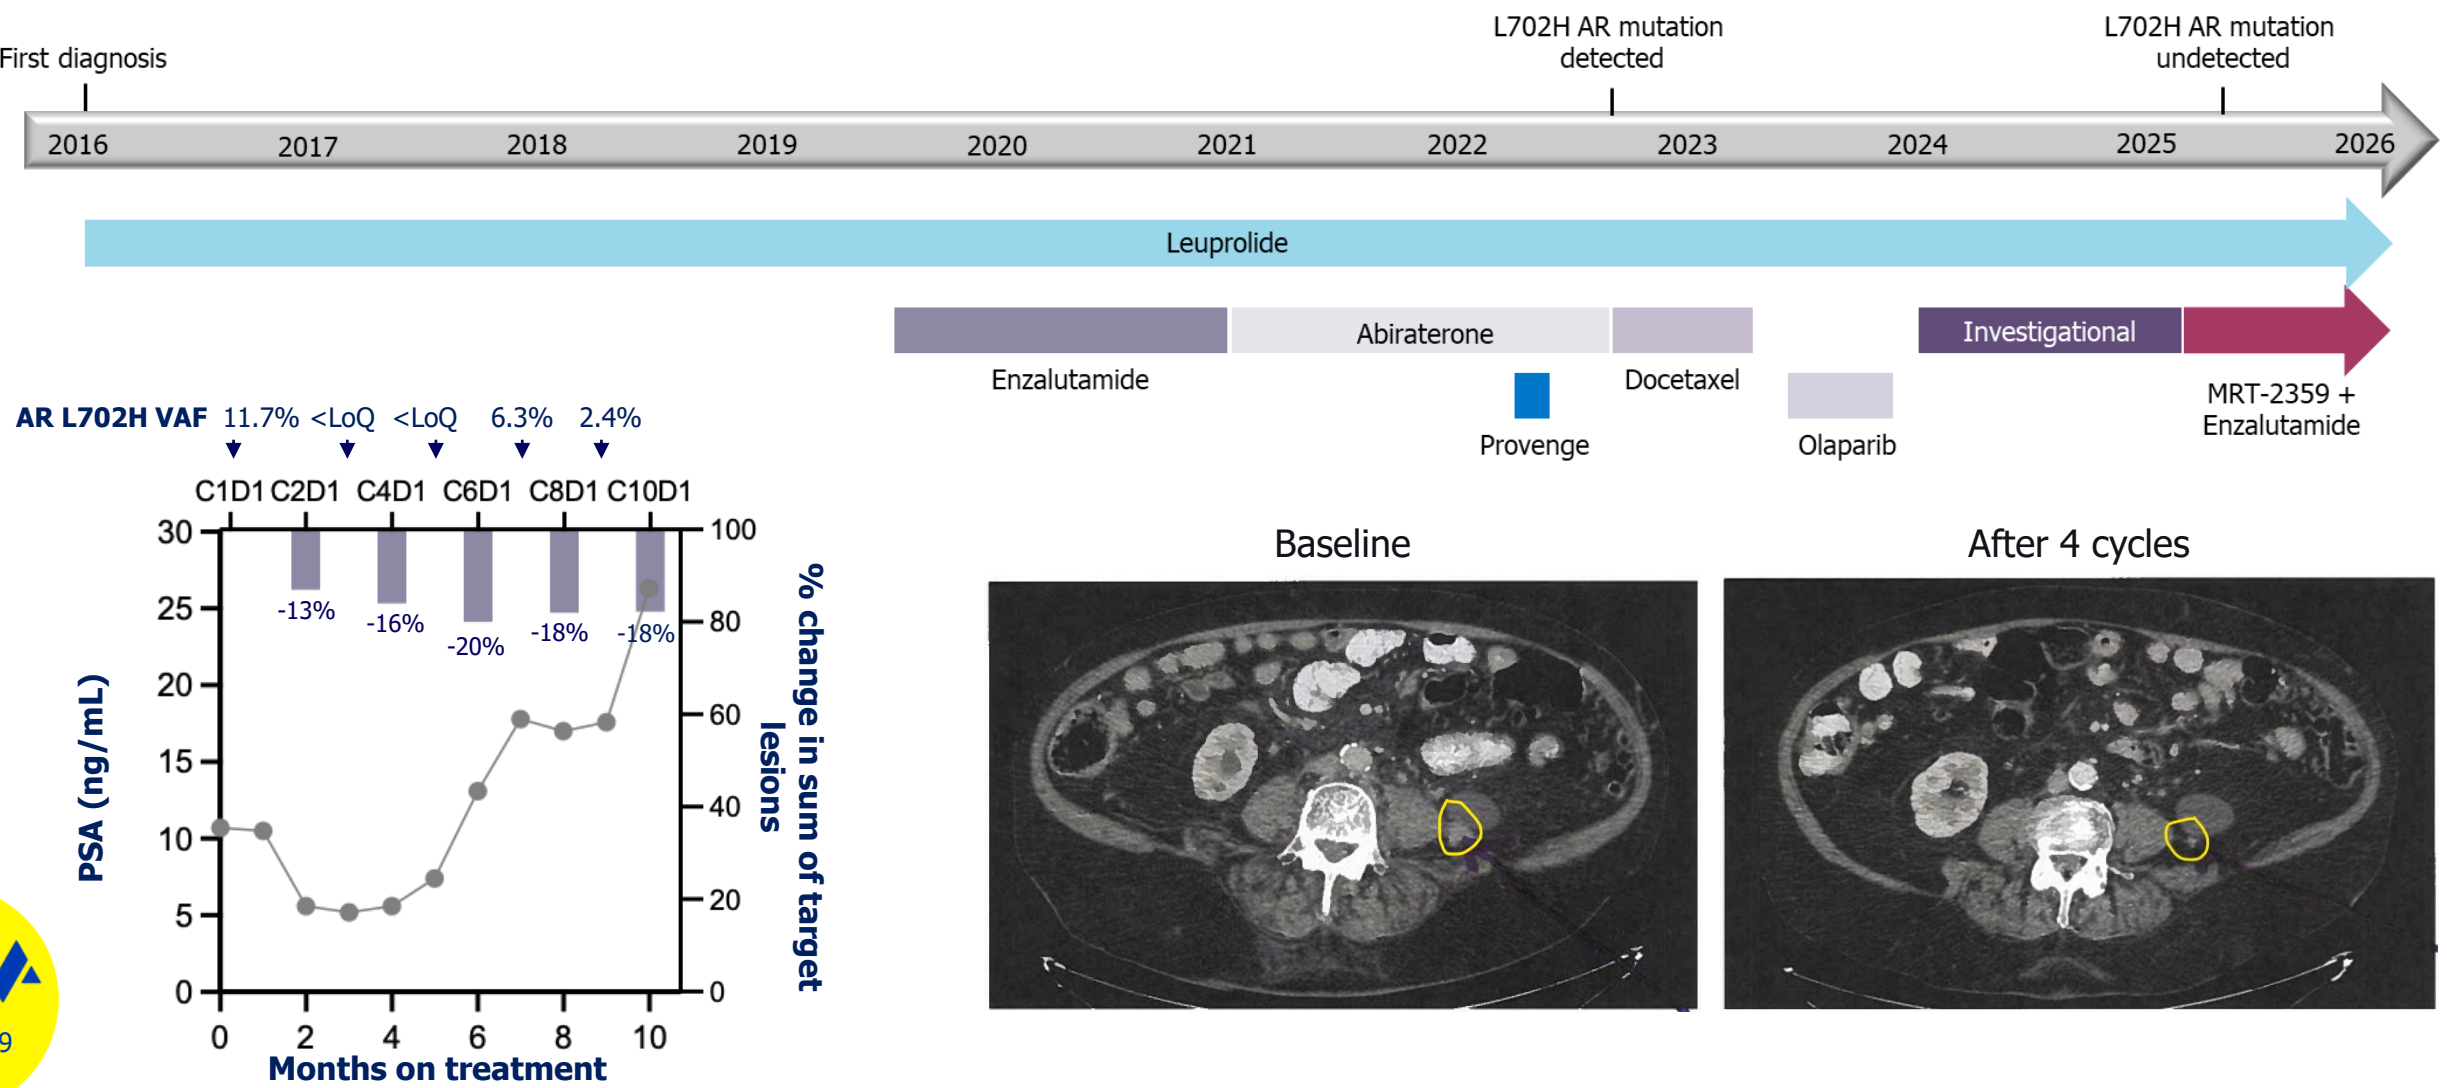 First diagnosis
L702H AR mutation
detected
L702H AR mutation
undetected
2016 2017 2018 2019 2020 2021 2022 2023 2024 2025 2026
Leuprolide
Abiraterone
Investigational
Enzalutamide
Docetaxel
MRT-2359 +
Enzalutamide
Provenge
Olaparib
AR L702H VAF 11.7% <LoQ <LoQ 6.3% 2.4%
C1D1 C2D1 C4D1 C6D1 C8D1 C10D1
30
25
20
15
10
5
0
PSA (ng/mL)
-13%
-16%
-20%
-18%
-18%
100
80
60
40
20
0
% change in sum of target
lesions
0 2 4 6 8 10
Months on treatment
Baseline
After 4 cycles
9